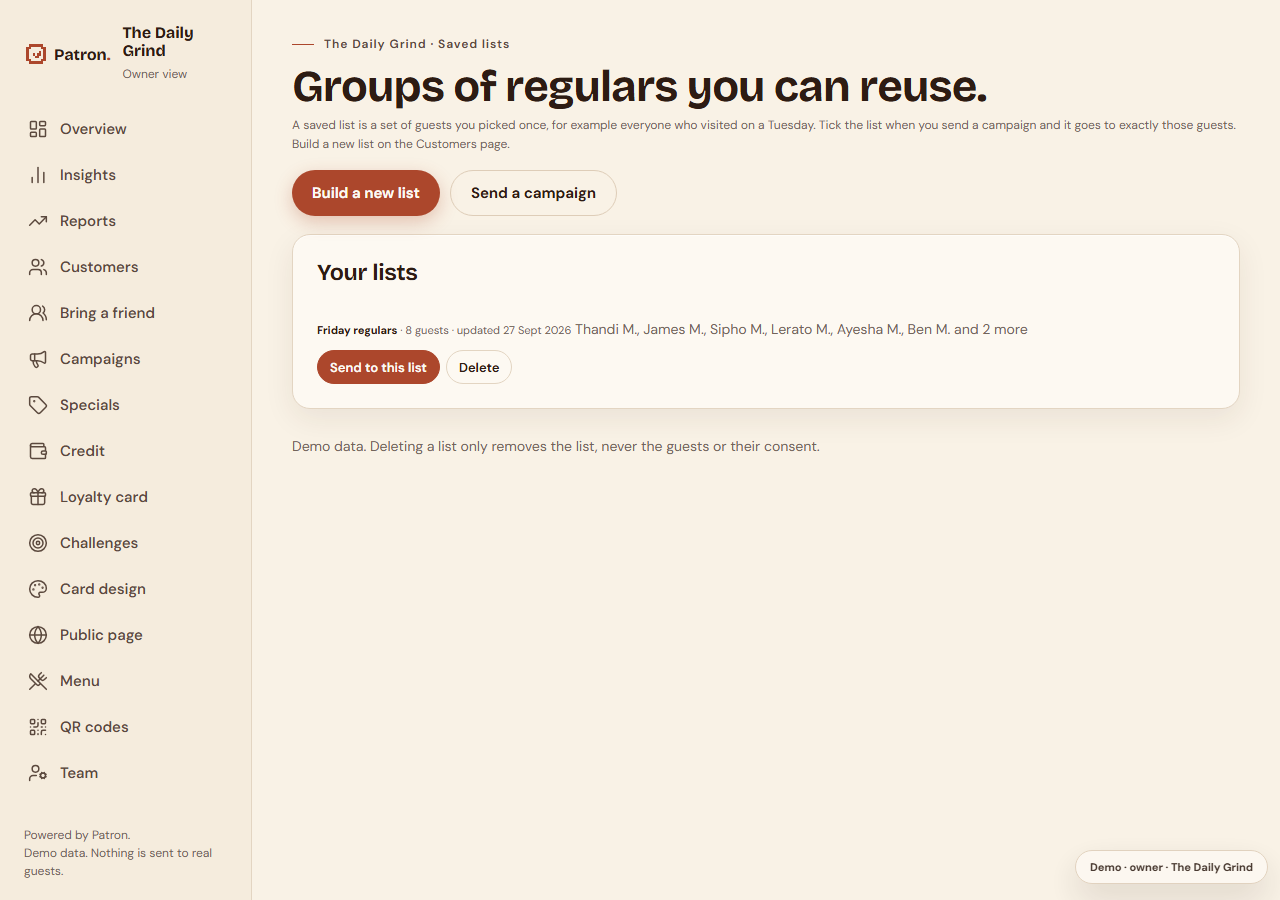 Patron.
The Daily
Grind
Owner view
Overview
Insights
Reports
Customers
Bring a friend
Campaigns
Specials
Credit
Loyalty card
Challenges
Card design
Public page
Menu
QR codes
Team
Powered by Patron.
Demo data. Nothing is sent to real
guests.
The Daily Grind · Saved lists
Groups of regulars you can reuse.
A saved list is a set of guests you picked once, for example everyone who visited on a Tuesday. Tick the list when you send a campaign and it goes to exactly those guests.
Build a new list on the Customers page.
Build a new list
Send a campaign
Your lists
Friday regulars · 8 guests · updated 27 Sept 2026 Thandi M., James M., Sipho M., Lerato M., Ayesha M., Ben M. and 2 more
Send to this list
Delete
Demo data. Deleting a list only removes the list, never the guests or their consent.
Demo · owner · The Daily Grind